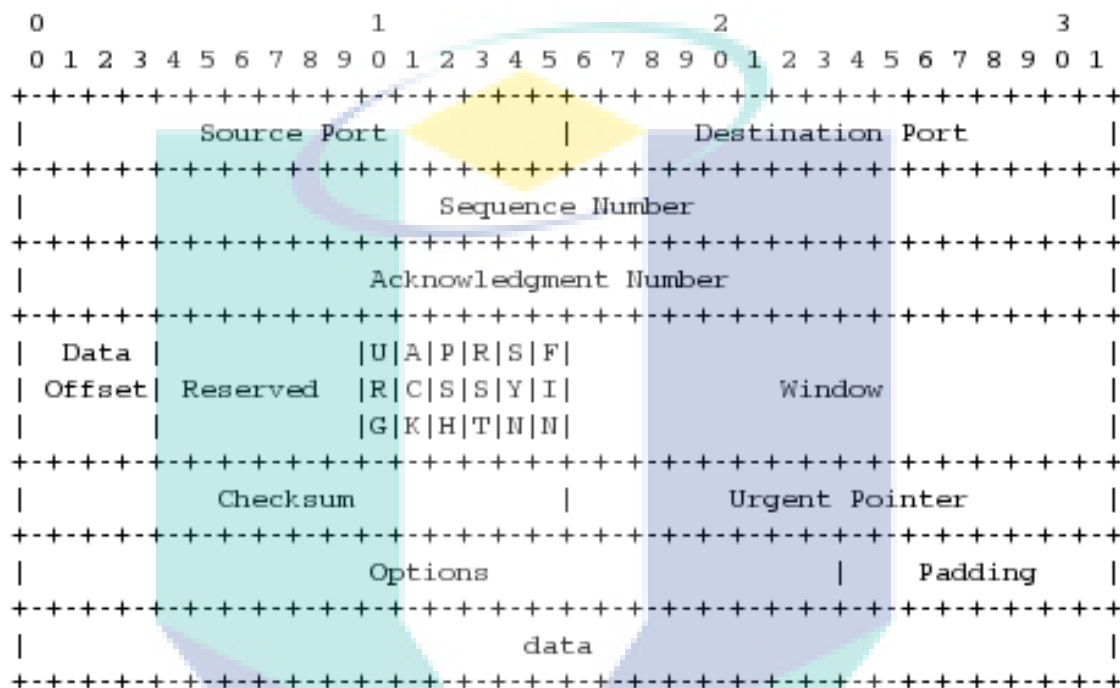 0                   1                   2                   3
0 1 2 3 4 5 6 7 8 9 0 1 2 3 4 5 6 7 8 9 0 1 2 3 4 5 6 7 8 9 0 1
+-+-+-+-+-+-+-+-+-+-+-+-+-+-+-+-+-+-+-+-+-+-+-+-+-+-+-+-+-+-+-+-+
|          Source Port          |       Destination Port        |
+-+-+-+-+-+-+-+-+-+-+-+-+-+-+-+-+-+-+-+-+-+-+-+-+-+-+-+-+-+-+-+-+
|                        Sequence Number                        |
+-+-+-+-+-+-+-+-+-+-+-+-+-+-+-+-+-+-+-+-+-+-+-+-+-+-+-+-+-+-+-+-+
|                    Acknowledgment Number                      |
+-+-+-+-+-+-+-+-+-+-+-+-+-+-+-+-+-+-+-+-+-+-+-+-+-+-+-+-+-+-+-+-+
|  Data |           |U|A|P|R|S|F|                               |
| Offset| Reserved  |R|C|S|S|Y|I|            Window             |
|       |           |G|K|H|T|N|N|                               |
+-+-+-+-+-+-+-+-+-+-+-+-+-+-+-+-+-+-+-+-+-+-+-+-+-+-+-+-+-+-+-+-+
|           Checksum            |         Urgent Pointer        |
+-+-+-+-+-+-+-+-+-+-+-+-+-+-+-+-+-+-+-+-+-+-+-+-+-+-+-+-+-+-+-+-+
|                    Options                    |    Padding    |
+-+-+-+-+-+-+-+-+-+-+-+-+-+-+-+-+-+-+-+-+-+-+-+-+-+-+-+-+-+-+-+-+
|                             data                              |
+-+-+-+-+-+-+-+-+-+-+-+-+-+-+-+-+-+-+-+-+-+-+-+-+-+-+-+-+-+-+-+-+